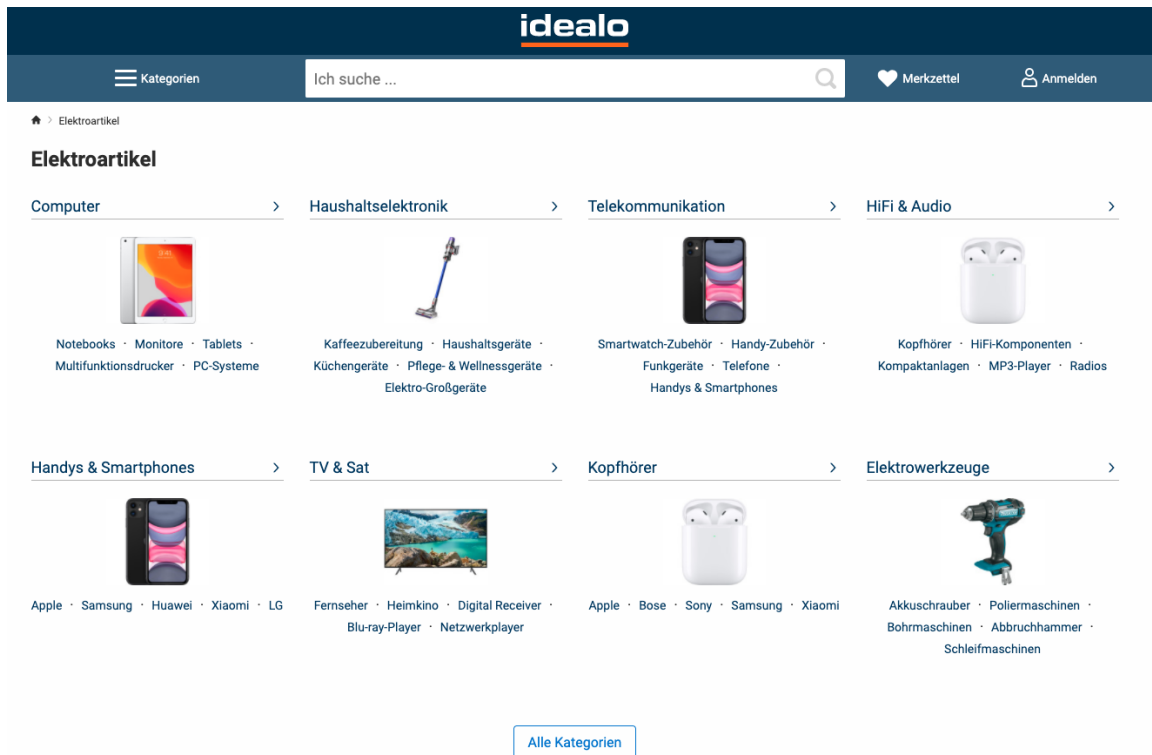 idealo
Kategorien
Ich suche ...
Merkzettel
Anmelden
Elektroartikel
Elektroartikel
Computer
Notebooks · Monitore · Tablets ·
Multifunktionsdrucker · PC-Systeme
Haushaltselektronik
Kaffeezubereitung · Haushaltsgeräte ·
Küchengeräte · Pflege- & Wellnessgeräte ·
Elektro-Großgeräte
Telekommunikation
Smartwatch-Zubehör · Handy-Zubehör ·
Funkgeräte · Telefone ·
Handys & Smartphones
HiFi & Audio
Kopfhörer · HiFi-Komponenten ·
Kompaktanlagen · MP3-Player · Radios
Handys & Smartphones
Apple · Samsung · Huawei · Xiaomi · LG
TV & Sat
Fernseher · Heimkino · Digital Receiver ·
Blu-ray-Player · Netzwerkplayer
Kopfhörer
Apple · Bose · Sony · Samsung · Xiaomi
Elektrowerkzeuge
Akkuschrauber · Poliermaschinen ·
Bohrmaschinen · Abbruchhammer ·
Schleifmaschinen
Alle Kategorien